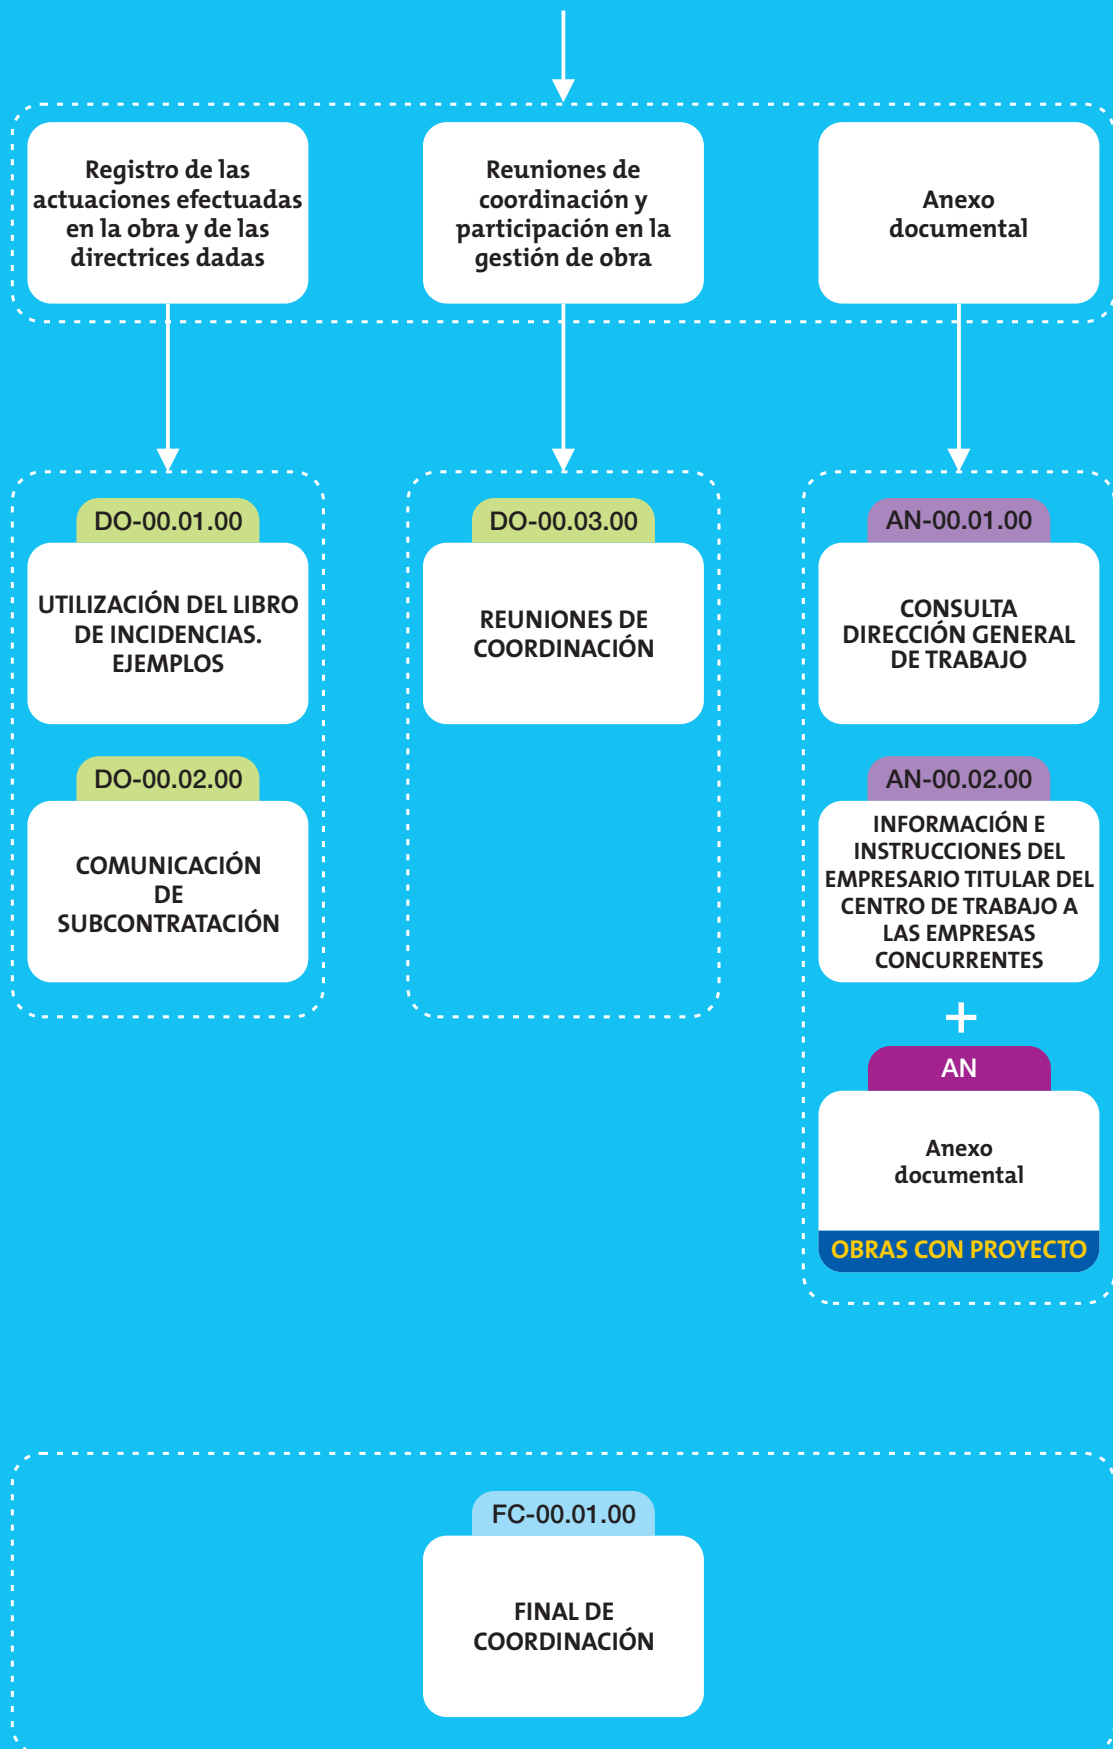 Registro de las
actuaciones efectuadas
en la obra y de las
directrices dadas
Reuniones de
coordinación y
participación en la
gestión de obra
Anexo
documental
DO-00.01.00
UTILIZACIÓN DEL LIBRO
DE INCIDENCIAS.
EJEMPLOS
DO-00.02.00
COMUNICACIÓN
DE
SUBCONTRATACIÓN
DO-00.03.00
REUNIONES DE
COORDINACIÓN
AN-00.01.00
CONSULTA
DIRECCIÓN GENERAL
DE TRABAJO
AN-00.02.00
INFORMACIÓN E
INSTRUCCIONES DEL
EMPRESARIO TITULAR DEL
CENTRO DE TRABAJO A
LAS EMPRESAS
CONCURRENTES
+
AN
Anexo
documental
OBRAS CON PROYECTO
FC-00.01.00
FINAL DE
COORDINACIÓN